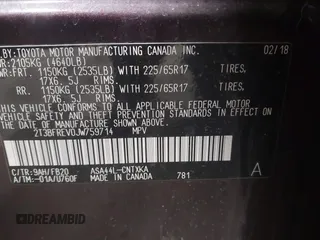 BY: TOYOTA MOTOR MANUFACTURING CANADA INC.
02/18
WR: 2105KG (4640LB)
WR: FRT. 1150KG (2535LB) WITH 225/65R17 TIRES,
17X6. 5J RIMS
RR. 1150KG (2535LB) WITH 225/65R17 TIRES,
17X6. 5J RIMS
THIS VEHICLE CONFORMS TO ALL APPLICABLE
FEDERAL MOTOR VEHICLE SAFETY AND
THEFT PREVENTION STANDARDS IN EFFECT ON
THE DATE OF MANUFACTURE SHOWN ABOVE.
2T3BFREV0JW759714 MPV
C/TR: 9AH/FB20 ASA44L-CNTXKA
A/TM: -01A/U760F MADE IN CANADA 781
A
DREAMBID